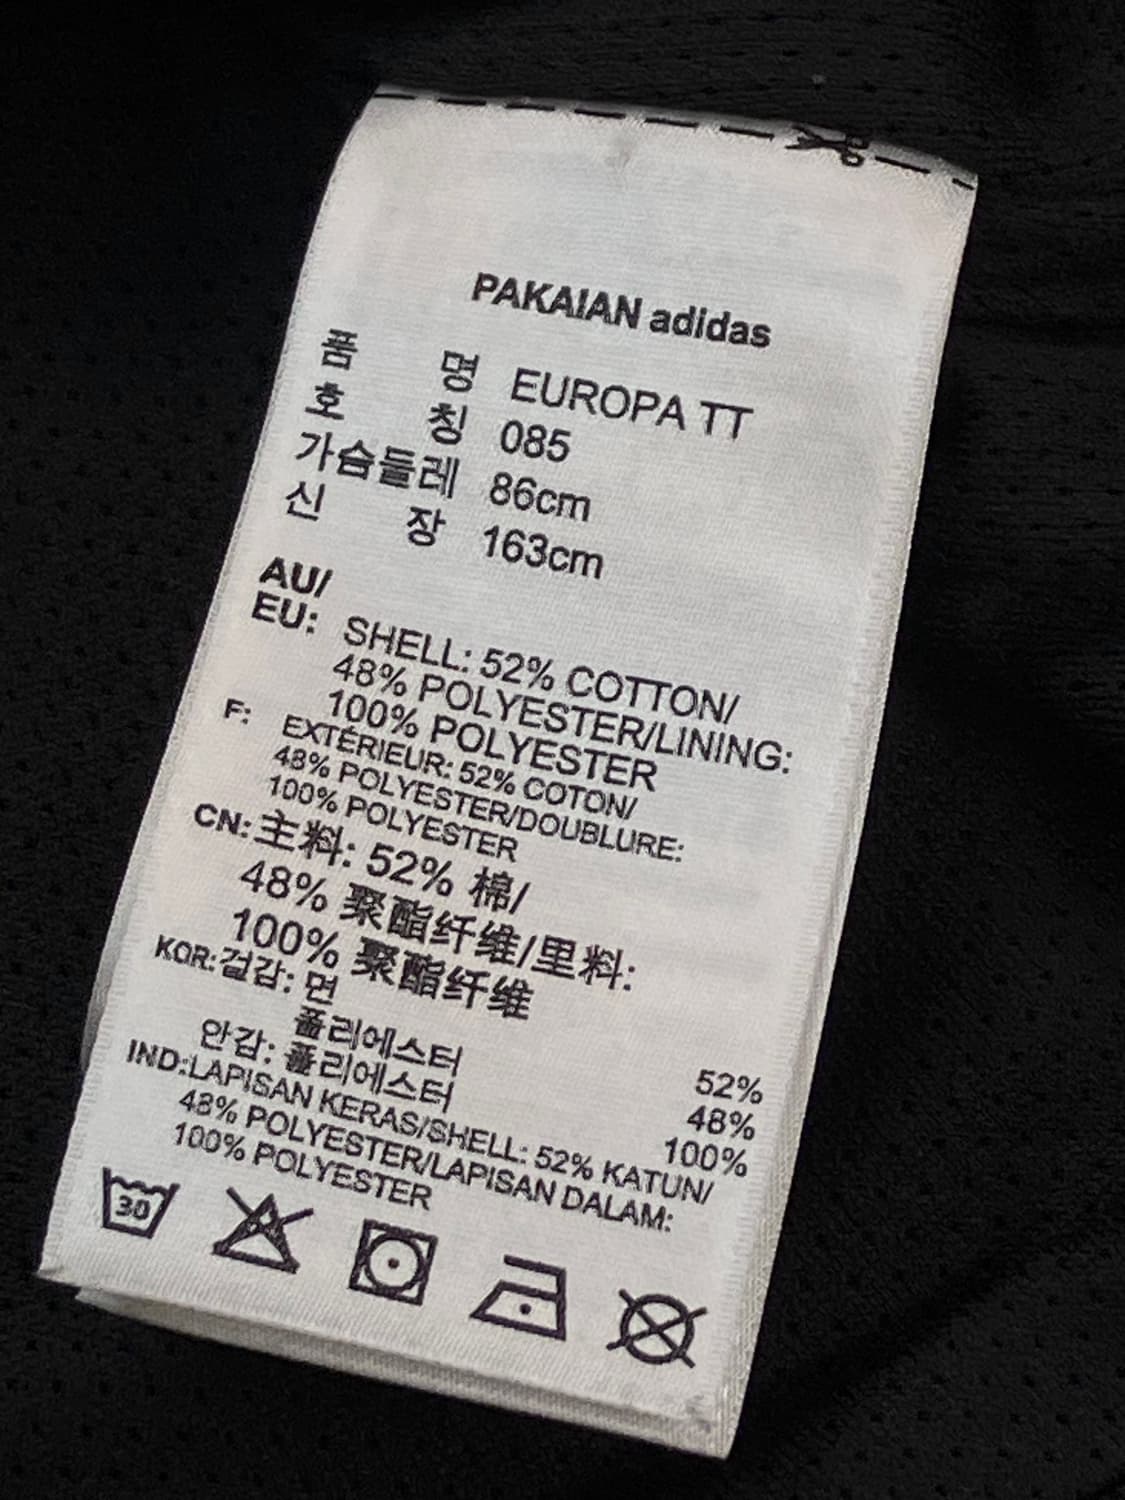 PAKAIAN adidas
품 명 EUROPA TT
호 칭 085
가슴둘레 86cm
신 장 163cm
AU/
EU: SHELL: 52% COTTON/
48% POLYESTER/LINING:
100% POLYESTER
F: EXTÉRIEUR: 52% COTON/
48% POLYESTER/DOUBLURE:
100% POLYESTER
CN: 主料: 52% 棉/
48% 聚酯纤维/里料:
100% 聚酯纤维
KOR: 겉감: 면 52%
폴리에스터 48%
안감: 폴리에스터 100%
IND: LAPISAN KERAS/SHELL: 52% KATUN/
48% POLYESTER/LAPISAN DALAM:
100% POLYESTER
30